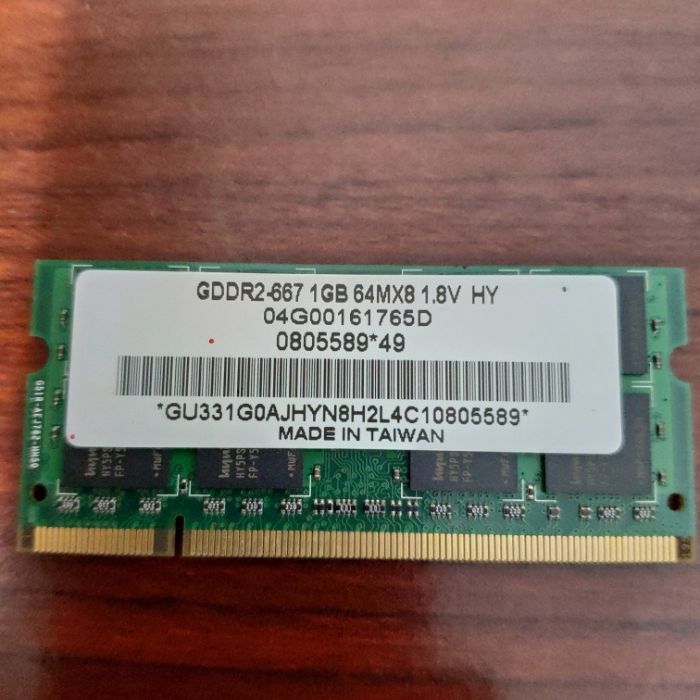 GDDR2-667 1GB 64MX8 1.8V HY
04G00161765D
0805589*49
*GU331G0AJHYN8H2L4C10805589*
MADE IN TAIWAN